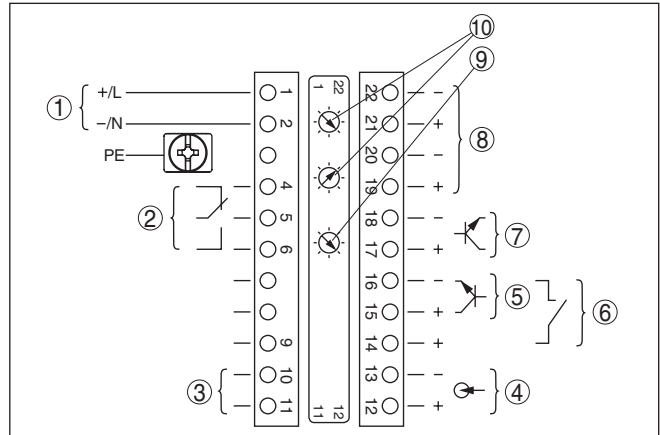 ⑩
⑨
① +/L 1 1 22 22 –
–/N 2 21 + ⑧
PE 20 –
4 19 +
② 5 18 – ⑦
6 17 +
16 – ⑤ ⑥
15 +
9 14 +
③ 10 13 – ④
11 11 12 12 +